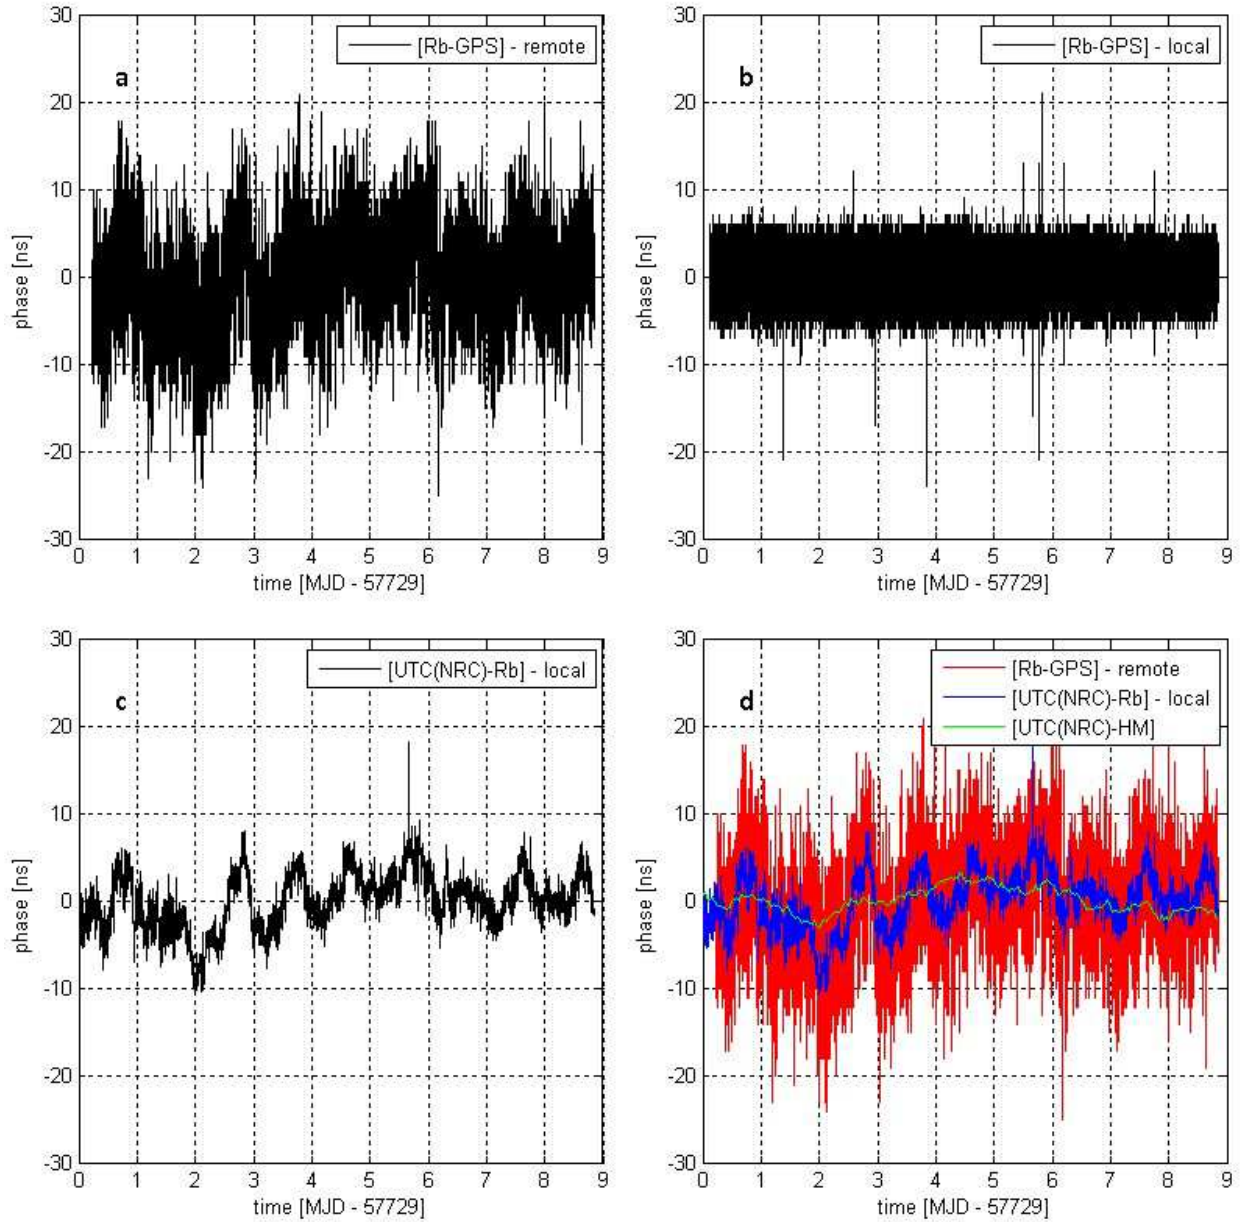 30
20
10
0
-10
-20
-30
phase [ns]
[Rb-GPS] - remote
a
0 1 2 3 4 5 6 7 8 9
time [MJD - 57729]
30
20
10
0
-10
-20
-30
phase [ns]
[Rb-GPS] - local
b
0 1 2 3 4 5 6 7 8 9
time [MJD - 57729]
30
20
10
0
-10
-20
-30
phase [ns]
[UTC(NRC)-Rb] - local
c
0 1 2 3 4 5 6 7 8 9
time [MJD - 57729]
30
20
10
0
-10
-20
-30
phase [ns]
[Rb-GPS] - remote
[UTC(NRC)-Rb] - local
[UTC(NRC)-HM]
d
0 1 2 3 4 5 6 7 8 9
time [MJD - 57729]